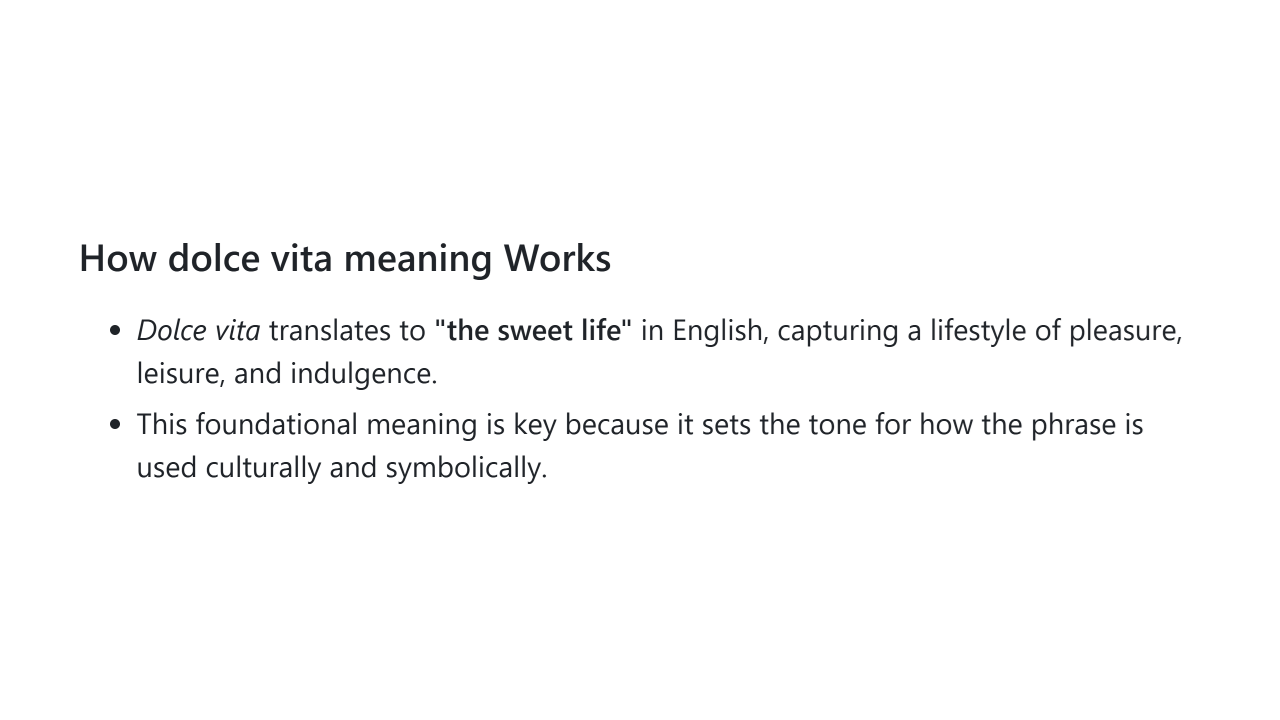 How dolce vita meaning Works
• Dolce vita translates to "the sweet life" in English, capturing a lifestyle of pleasure,
leisure, and indulgence.
• This foundational meaning is key because it sets the tone for how the phrase is
used culturally and symbolically.